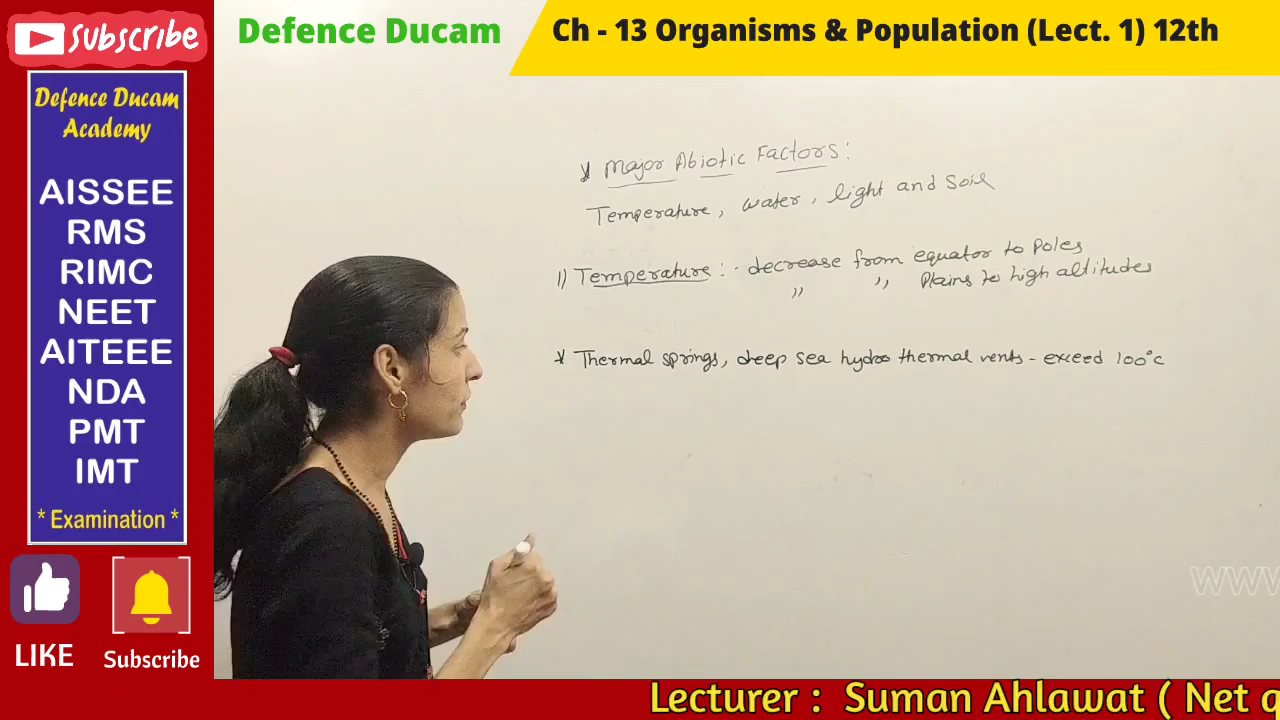 SUBSCRIBE
Defence Ducam
Ch - 13 Organisms & Population (Lect. 1) 12th
Defence Ducam
Academy
AISSEE
RMS
RIMC
NEET
AITEEE
NDA
PMT
IMT
* Examination *
LIKE
Subscribe
* Major Abiotic Factors:
Temperature, water, light and Soil
1) Temperature: · decrease from equator to Poles
" " Plains to high altitudes
* Thermal springs, deep sea hydro thermal vents - exceed 100°c
www
Lecturer : Suman Ahlawat ( Net q